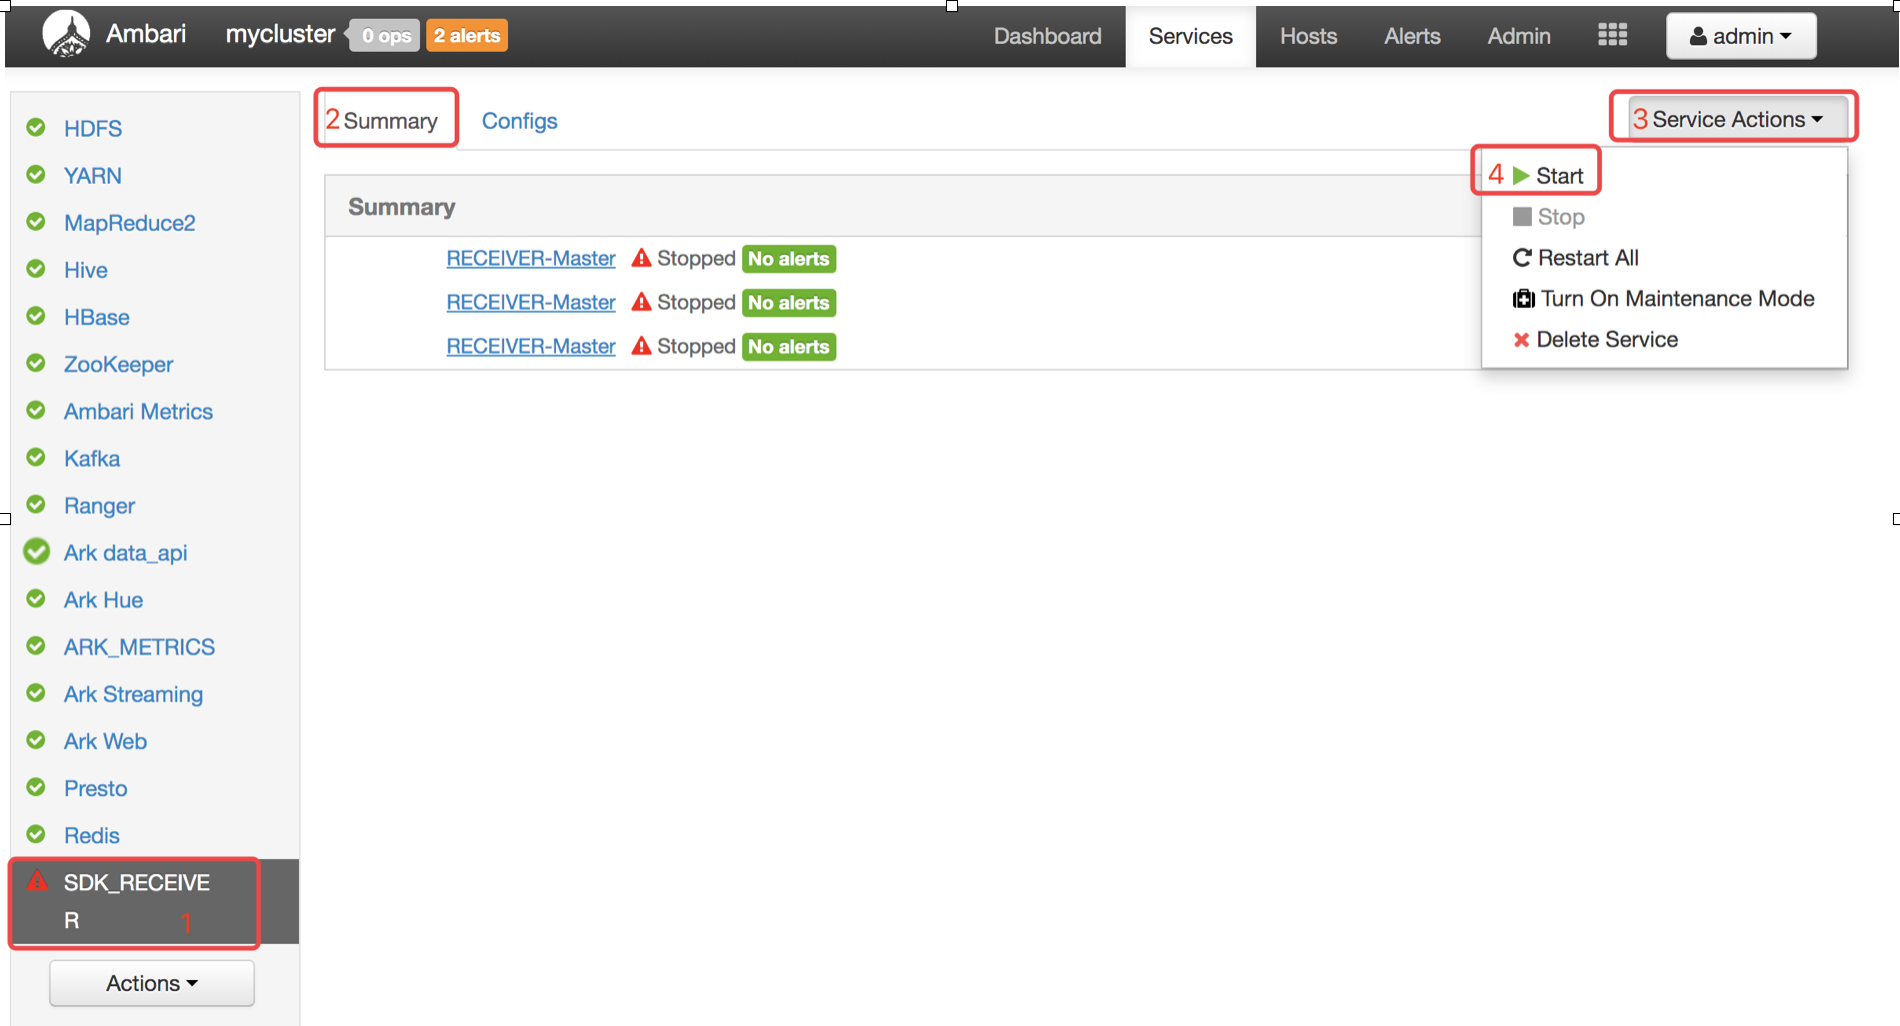 Ambari mycluster 0 ops 2 alerts Dashboard Services Hosts Alerts Admin admin
HDFS
YARN
MapReduce2
Hive
HBase
ZooKeeper
Ambari Metrics
Kafka
Ranger
Ark data_api
Ark Hue
ARK_METRICS
Ark Streaming
Ark Web
Presto
Redis
SDK_RECEIVE
R 1
Actions
2 Summary Configs
3 Service Actions
4 Start
Stop
Restart All
Turn On Maintenance Mode
Delete Service
Summary
RECEIVER-Master Stopped No alerts
RECEIVER-Master Stopped No alerts
RECEIVER-Master Stopped No alerts